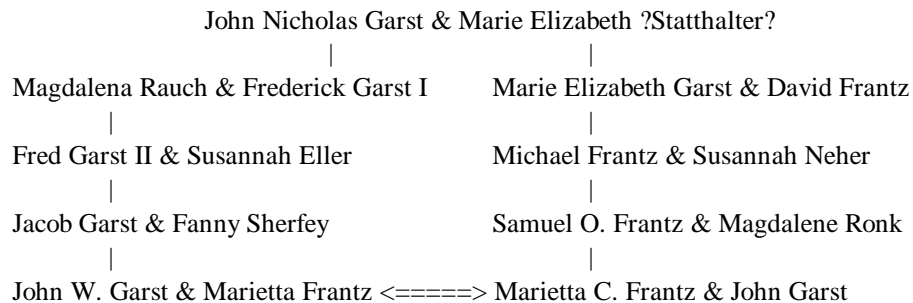 John Nicholas Garst & Marie Elizabeth ?Statthalter?
| |
Magdalena Rauch & Frederick Garst I Marie Elizabeth Garst & David Frantz
| |
Fred Garst II & Susannah Eller Michael Frantz & Susannah Neher
| |
Jacob Garst & Fanny Sherfey Samuel O. Frantz & Magdalene Ronk
| |
John W. Garst & Marietta Frantz <=====> Marietta C. Frantz & John Garst